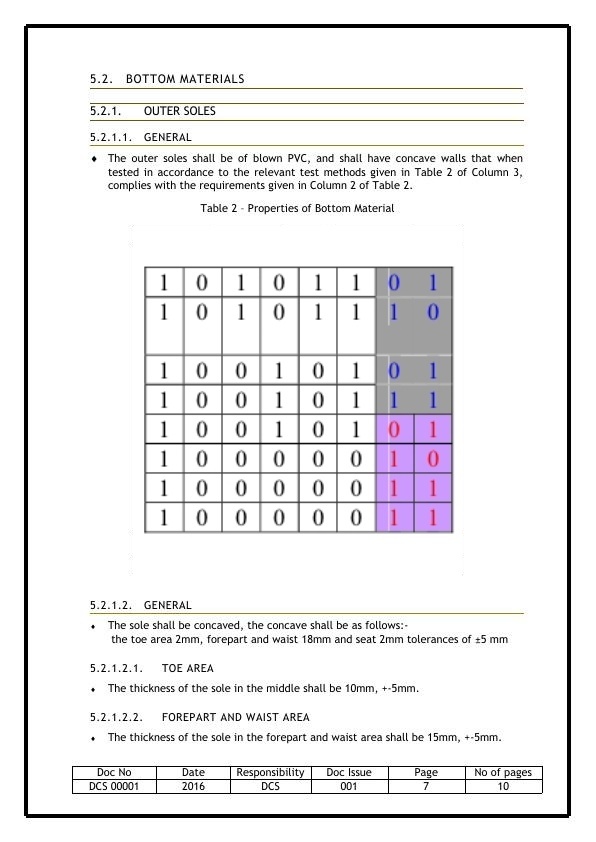 5.2. BOTTOM MATERIALS
5.2.1. OUTER SOLES
5.2.1.1. GENERAL
♦ The outer soles shall be of blown PVC, and shall have concave walls that when
tested in accordance to the relevant test methods given in Table 2 of Column 3,
complies with the requirements given in Column 2 of Table 2.
Table 2 – Properties of Bottom Material
1 0 1 0 1 1 0 1
1 0 1 0 1 1 1 0
1 0 0 1 0 1 0 1
1 0 0 1 0 1 1 1
1 0 0 1 0 1 0 1
1 0 0 0 0 0 1 0
1 0 0 0 0 0 1 1
1 0 0 0 0 0 1 1
5.2.1.2. GENERAL
♦ The sole shall be concaved, the concave shall be as follows:-
the toe area 2mm, forepart and waist 18mm and seat 2mm tolerances of ±5 mm
5.2.1.2.1. TOE AREA
♦ The thickness of the sole in the middle shall be 10mm, +-5mm.
5.2.1.2.2. FOREPART AND WAIST AREA
♦ The thickness of the sole in the forepart and waist area shall be 15mm, +-5mm.
Doc No Date Responsibility Doc Issue Page No of pages
DCS 00001 2016 DCS 001 7 10